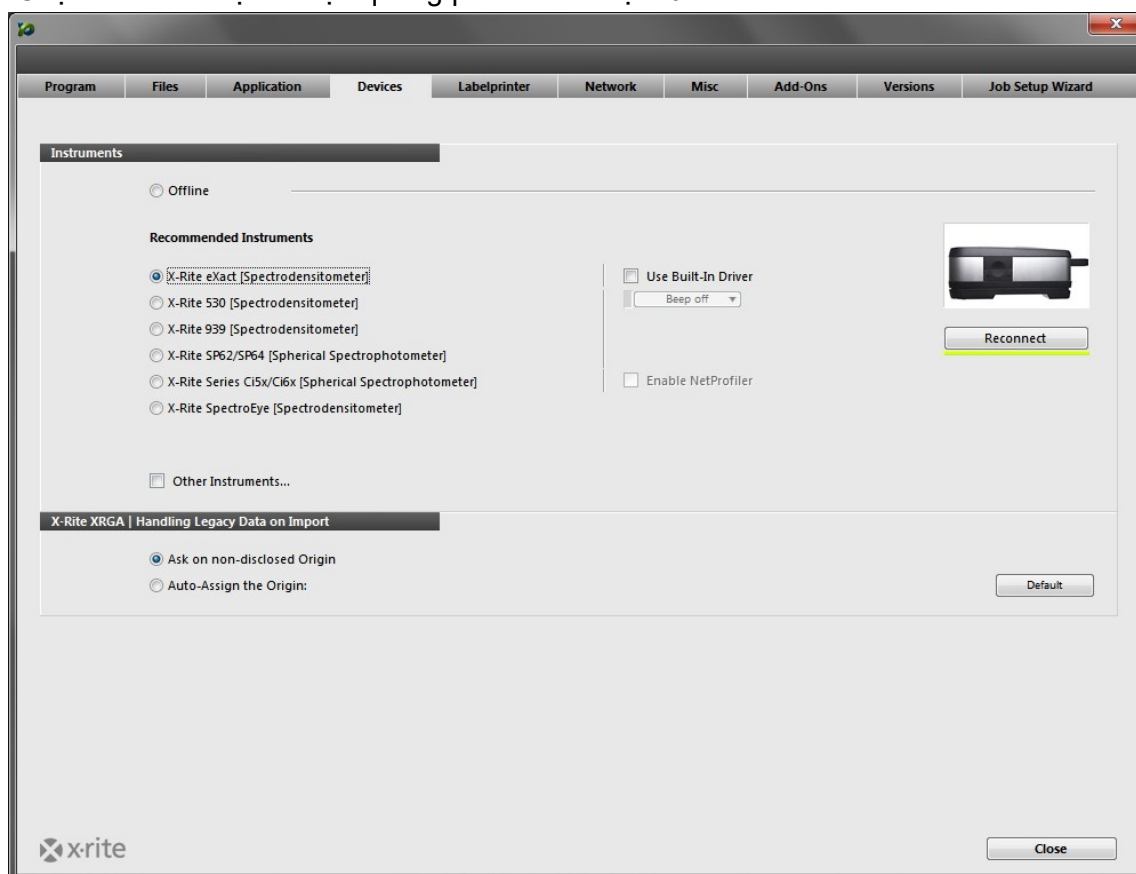 Program Files Application Devices Labelprinter Network Misc Add-Ons Versions Job Setup Wizard
Instruments
Offline
Recommended Instruments
X-Rite eXact [Spectrodensitometer]
Use Built-In Driver
X-Rite 530 [Spectrodensitometer]
Beep off
X-Rite 939 [Spectrodensitometer]
Reconnect
X-Rite SP62/SP64 [Spherical Spectrophotometer]
X-Rite Series Ci5x/Ci6x [Spherical Spectrophotometer]
Enable NetProfiler
X-Rite SpectroEye [Spectrodensitometer]
Other Instruments...
X-Rite XRGA | Handling Legacy Data on Import
Ask on non-disclosed Origin
Auto-Assign the Origin:
Default
x·rite
Close